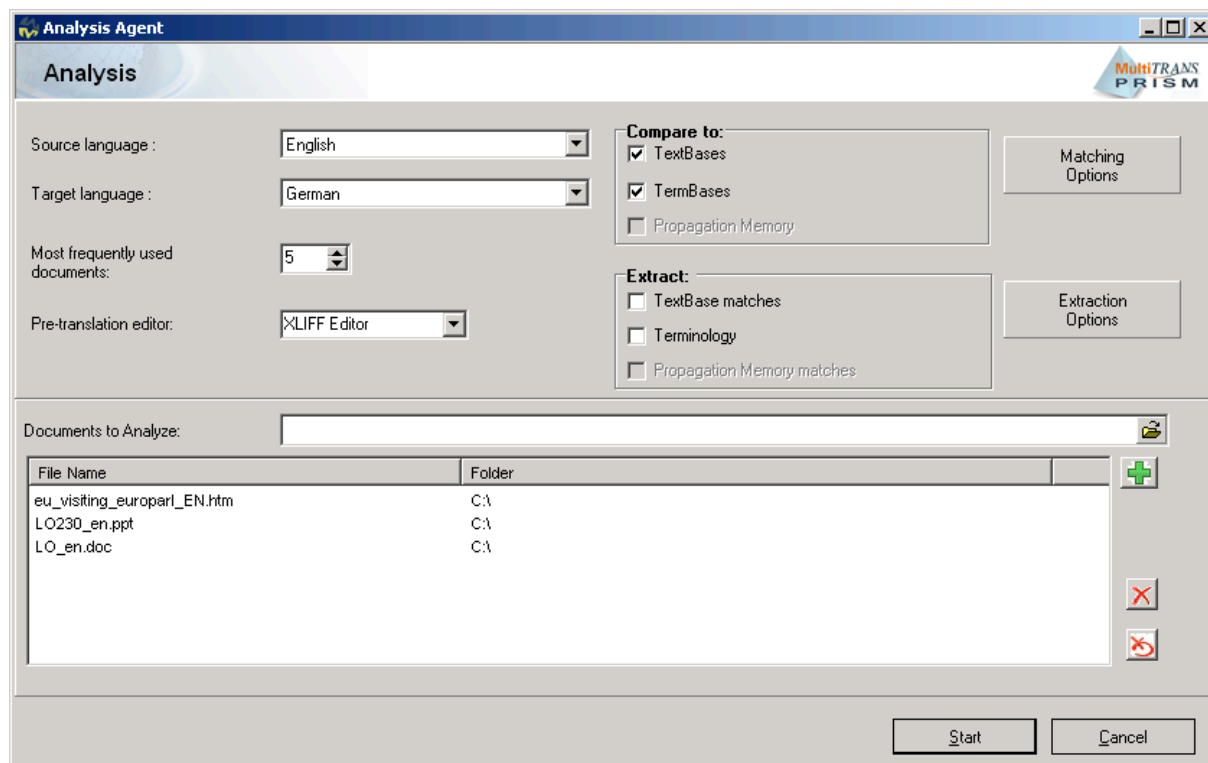 Analysis Agent
Analysis
MultiTRANS
PRISM
Source language :
English
Target language :
German
Most frequently used
documents:
5
Pre-translation editor:
XLIFF Editor
Compare to:
TextBases
TermBases
Propagation Memory
Matching
Options
Extract:
TextBase matches
Terminology
Propagation Memory matches
Extraction
Options
Documents to Analyze:
File Name Folder
eu_visiting_europarl_EN.htm C:\
LO230_en.ppt C:\
LO_en.doc C:\
Start Cancel